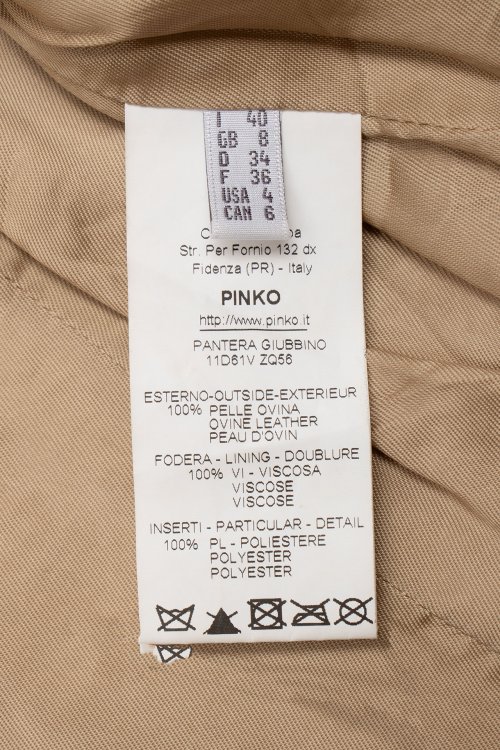 I 40
GB 8
D 34
F 36
USA 4
CAN 6
Str. Per Fornio 132 dx
Fidenza (PR) - Italy
PINKO
http://www.pinko.it
PANTERA GIUBBINO
11D61V ZQ56
ESTERNO-OUTSIDE-EXTERIEUR
100% PELLE OVINA
OVINE LEATHER
PEAU D'OVIN
FODERA - LINING - DOUBLURE
100% VI - VISCOSA
VISCOSE
VISCOSE
INSERTI - PARTICULAR - DETAIL
100% PL - POLIESTERE
POLYESTER
POLYESTER